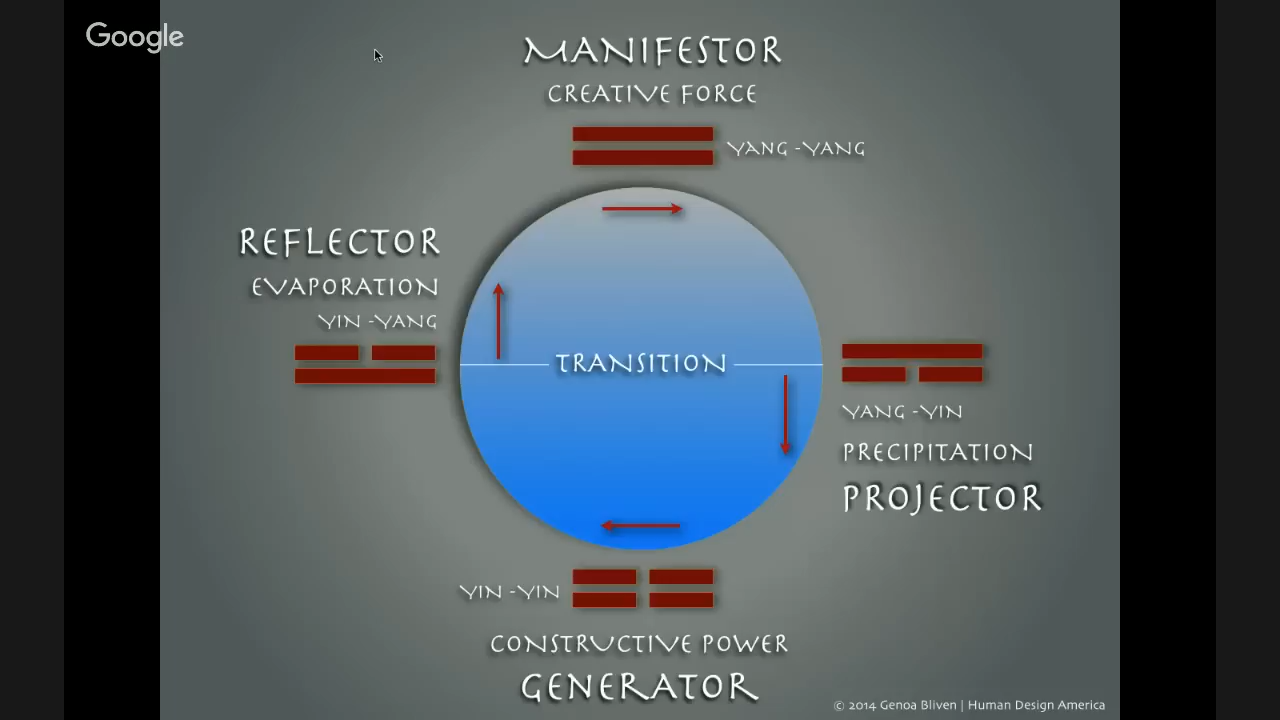 Google
MANIFESTOR
CREATIVE FORCE
YANG -YANG
REFLECTOR
EVAPORATION
YIN -YANG
TRANSITION
YANG -YIN
PRECIPITATION
PROJECTOR
YIN -YIN
CONSTRUCTIVE POWER
GENERATOR
© 2014 Genoa Bliven | Human Design America